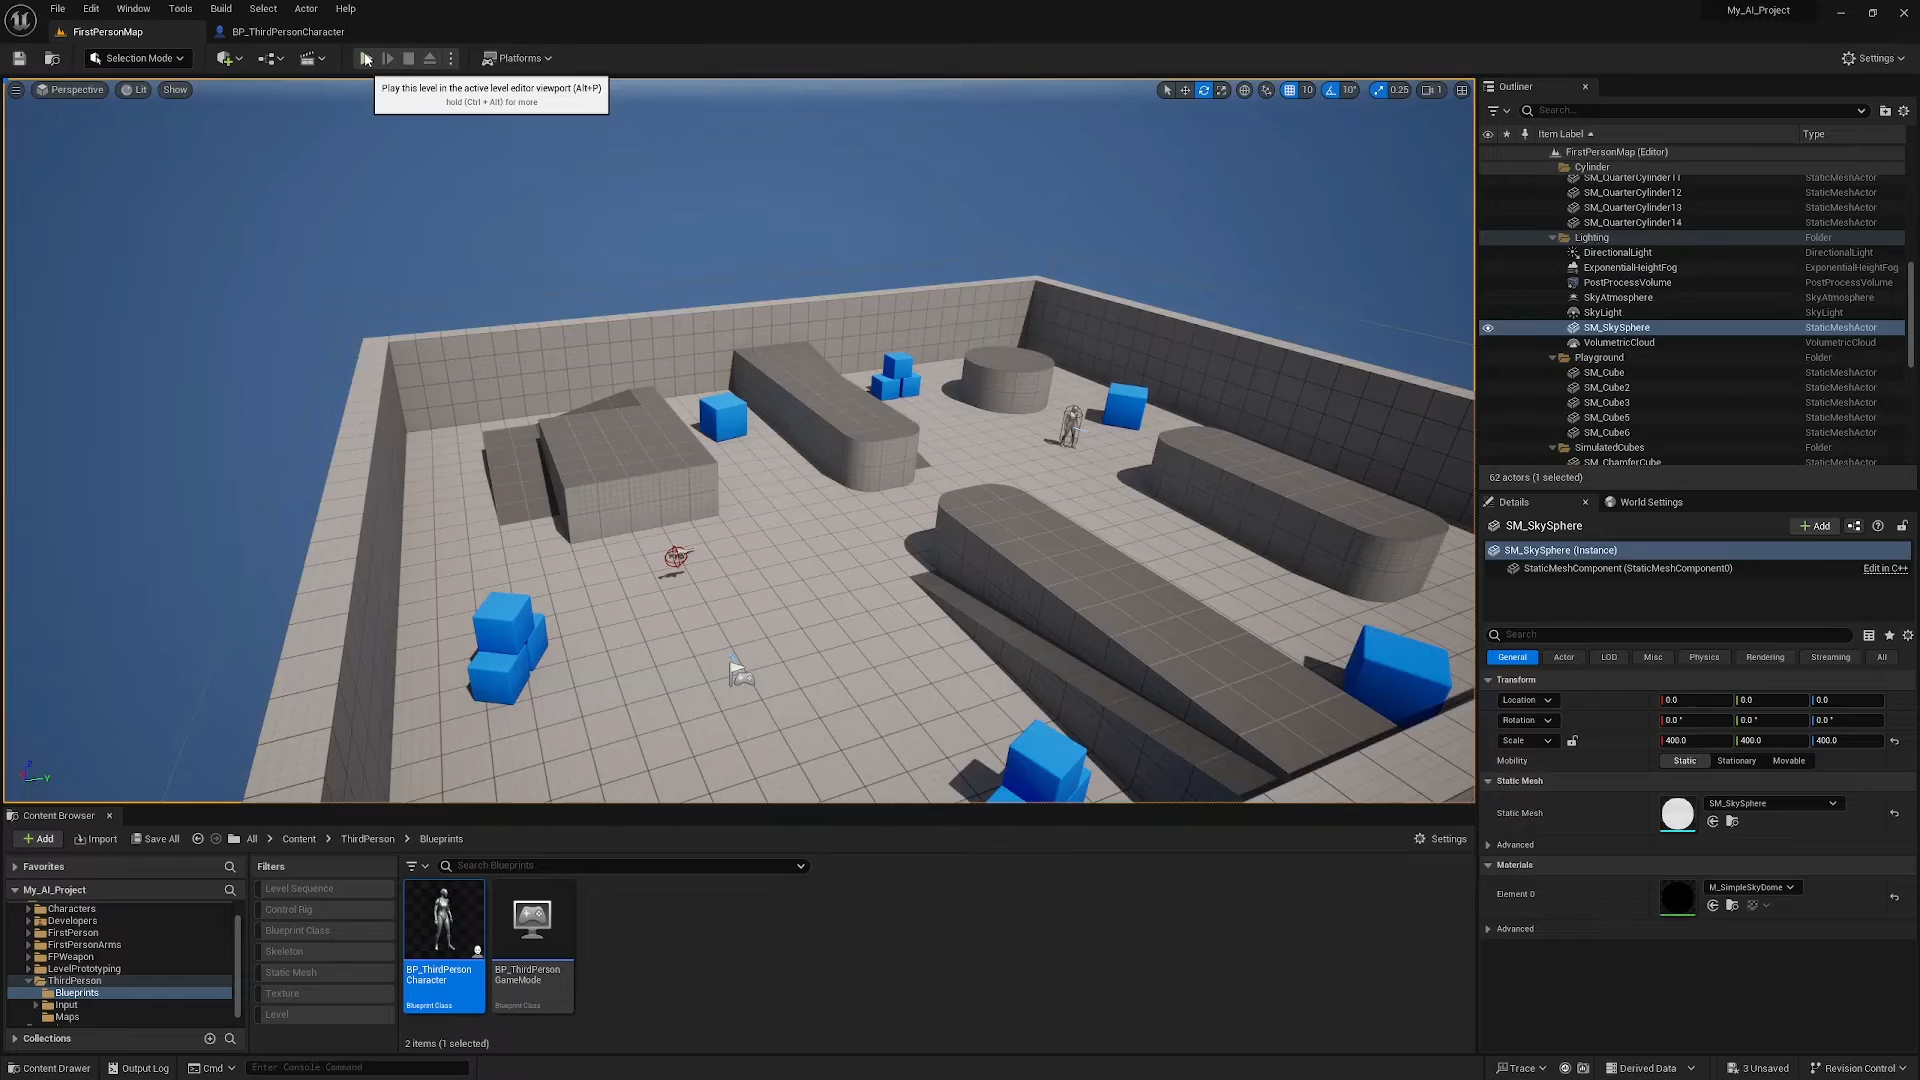 File Edit Window Tools Build Select Actor Help
My_AI_Project
FirstPersonMap
BP_ThirdPersonCharacter
Selection Mode
Platforms
Settings
Play this level in the active level editor viewport (Alt+P)
hold (Ctrl + Alt) for more
Perspective
Lit
Show
10
10°
0.25
1
Outliner
Search...
Item Label
Type
FirstPersonMap (Editor)
Cylinder
SM_QuarterCylinder11 StaticMeshActor
SM_QuarterCylinder12 StaticMeshActor
SM_QuarterCylinder13 StaticMeshActor
SM_QuarterCylinder14 StaticMeshActor
Lighting Folder
DirectionalLight DirectionalLight
ExponentialHeightFog ExponentialHeightFog
PostProcessVolume PostProcessVolume
SkyAtmosphere SkyAtmosphere
SkyLight SkyLight
SM_SkySphere StaticMeshActor
VolumetricCloud VolumetricCloud
Playground Folder
SM_Cube StaticMeshActor
SM_Cube2 StaticMeshActor
SM_Cube3 StaticMeshActor
SM_Cube5 StaticMeshActor
SM_Cube6 StaticMeshActor
SimulatedCubes Folder
SM_ChamferCube StaticMeshActor
62 actors (1 selected)
Details
World Settings
SM_SkySphere
Add
SM_SkySphere (Instance)
StaticMeshComponent (StaticMeshComponent0)
Edit in C++
Search
General Actor LOD Misc Physics Rendering Streaming All
Transform
Location 0.0 0.0 0.0
Rotation 0.0 ° 0.0 ° 0.0 °
Scale 400.0 400.0 400.0
Mobility Static Stationary Movable
Static Mesh
Static Mesh SM_SkySphere
Advanced
Materials
Element 0 M_SimpleSkyDome
Advanced
Z
Y
Content Browser
Add
Import
Save All
All
Content
ThirdPerson
Blueprints
Settings
Favorites
My_AI_Project
Characters
Developers
FirstPerson
FirstPersonArms
FPWeapon
LevelPrototyping
ThirdPerson
Blueprints
Input
Maps
Collections
Filters
Level Sequence
Control Rig
Blueprint Class
Skeleton
Static Mesh
Texture
Level
Search Blueprints
BP_ThirdPerson
Character
Blueprint Class
BP_ThirdPerson
GameMode
Blueprint Class
2 items (1 selected)
Content Drawer
Output Log
Cmd
Enter Console Command
Trace
Derived Data
3 Unsaved
Revision Control